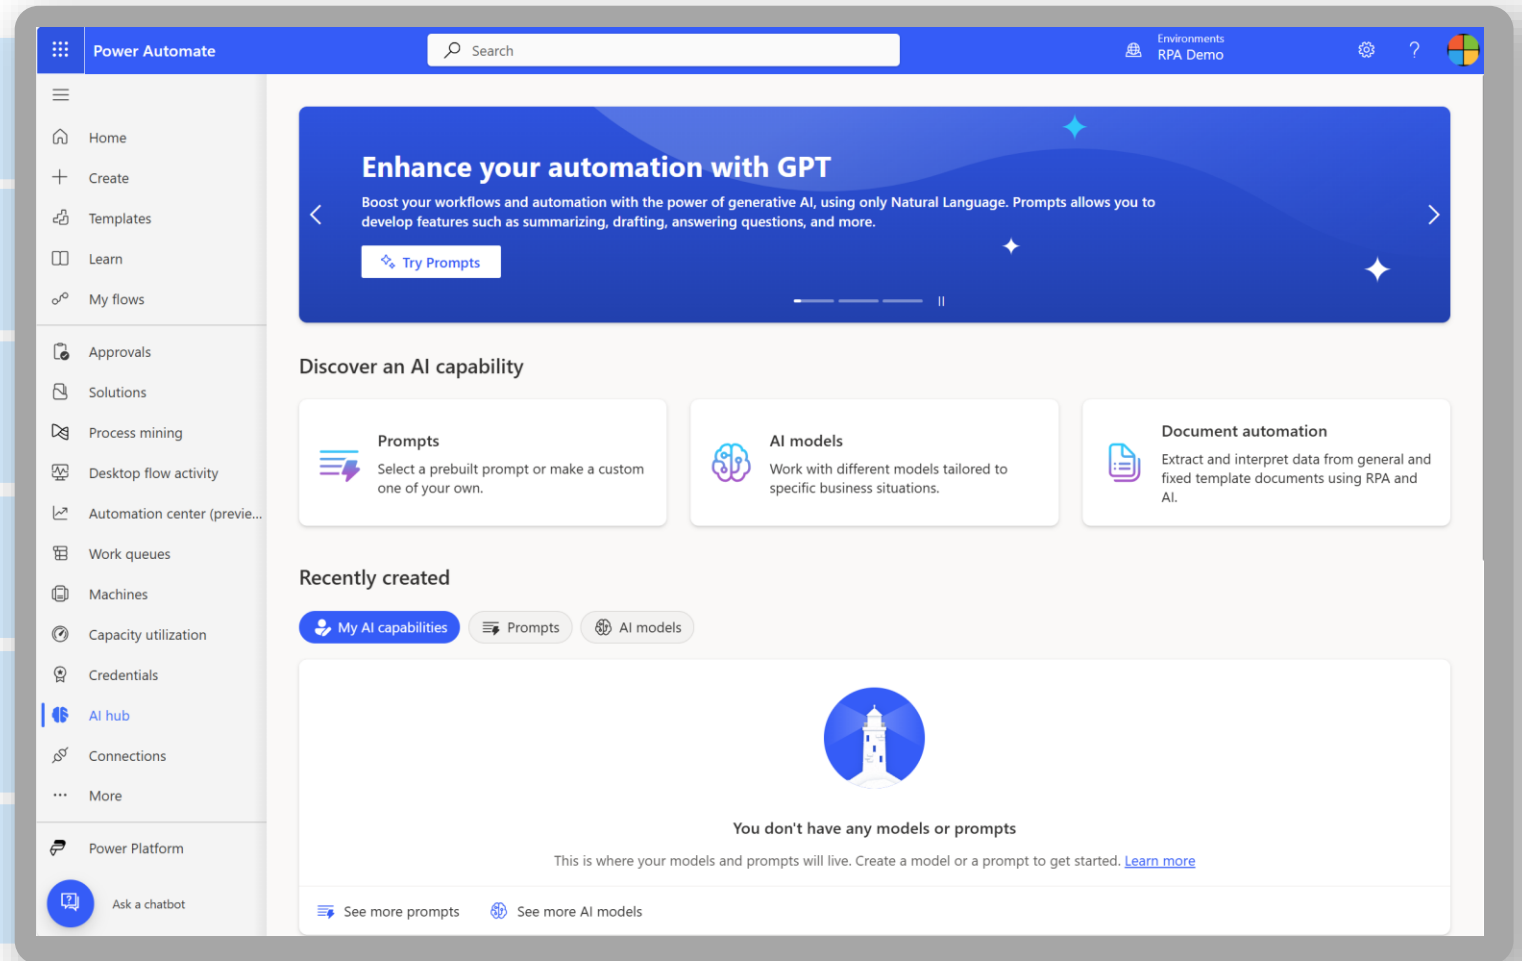 Power Automate
Search
Environments
RPA Demo
?
Home
Create
Templates
Learn
My flows
Approvals
Solutions
Process mining
Desktop flow activity
Automation center (previe...
Work queues
Machines
Capacity utilization
Credentials
AI hub
Connections
More
Power Platform
Ask a chatbot
Enhance your automation with GPT
Boost your workflows and automation with the power of generative AI, using only Natural Language. Prompts allows you to
develop features such as summarizing, drafting, answering questions, and more.
Try Prompts
Discover an AI capability
Prompts
Select a prebuilt prompt or make a custom
one of your own.
AI models
Work with different models tailored to
specific business situations.
Document automation
Extract and interpret data from general and
fixed template documents using RPA and
AI.
Recently created
My AI capabilities
Prompts
AI models
You don't have any models or prompts
This is where your models and prompts will live. Create a model or a prompt to get started. Learn more
See more prompts
See more AI models